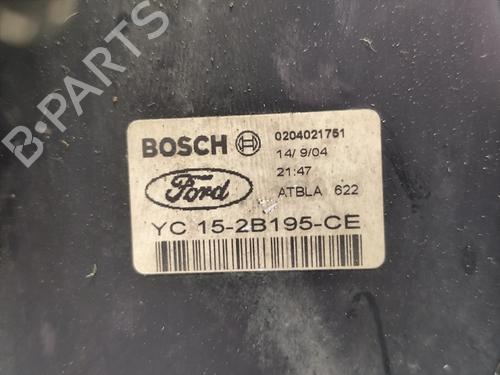 B-PARTS
BOSCH 0204021751
14/ 9/04
21:47
Ford ATBLA 622
YC 15-2B195-CE